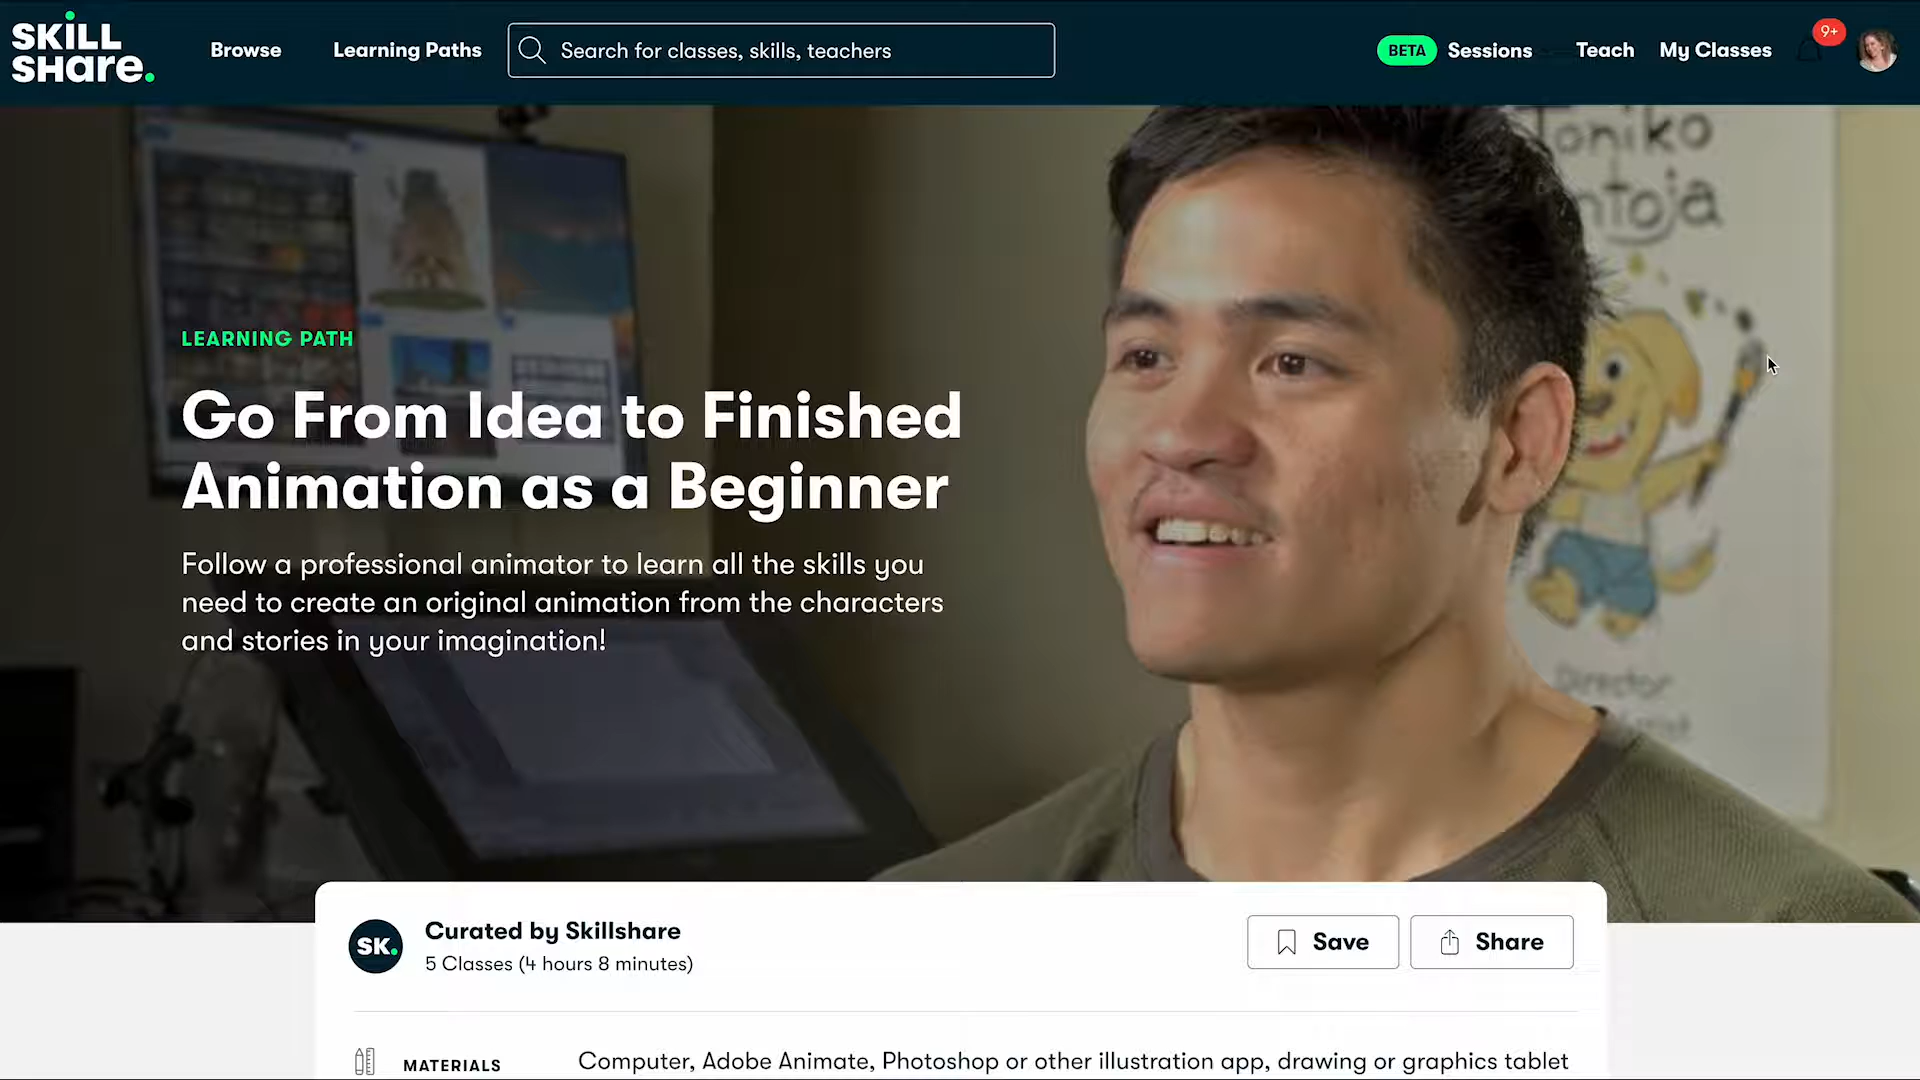 SKILL
SHare.
Browse
Learning Paths
Search for classes, skills, teachers
BETA
Sessions
Teach
My Classes
9+
Toniko
Director
LEARNING PATH
Go From Idea to Finished
Animation as a Beginner
Follow a professional animator to learn all the skills you
need to create an original animation from the characters
and stories in your imagination!
SK.
Curated by Skillshare
5 Classes (4 hours 8 minutes)
Save
Share
MATERIALS
Computer, Adobe Animate, Photoshop or other illustration app, drawing or graphics tablet